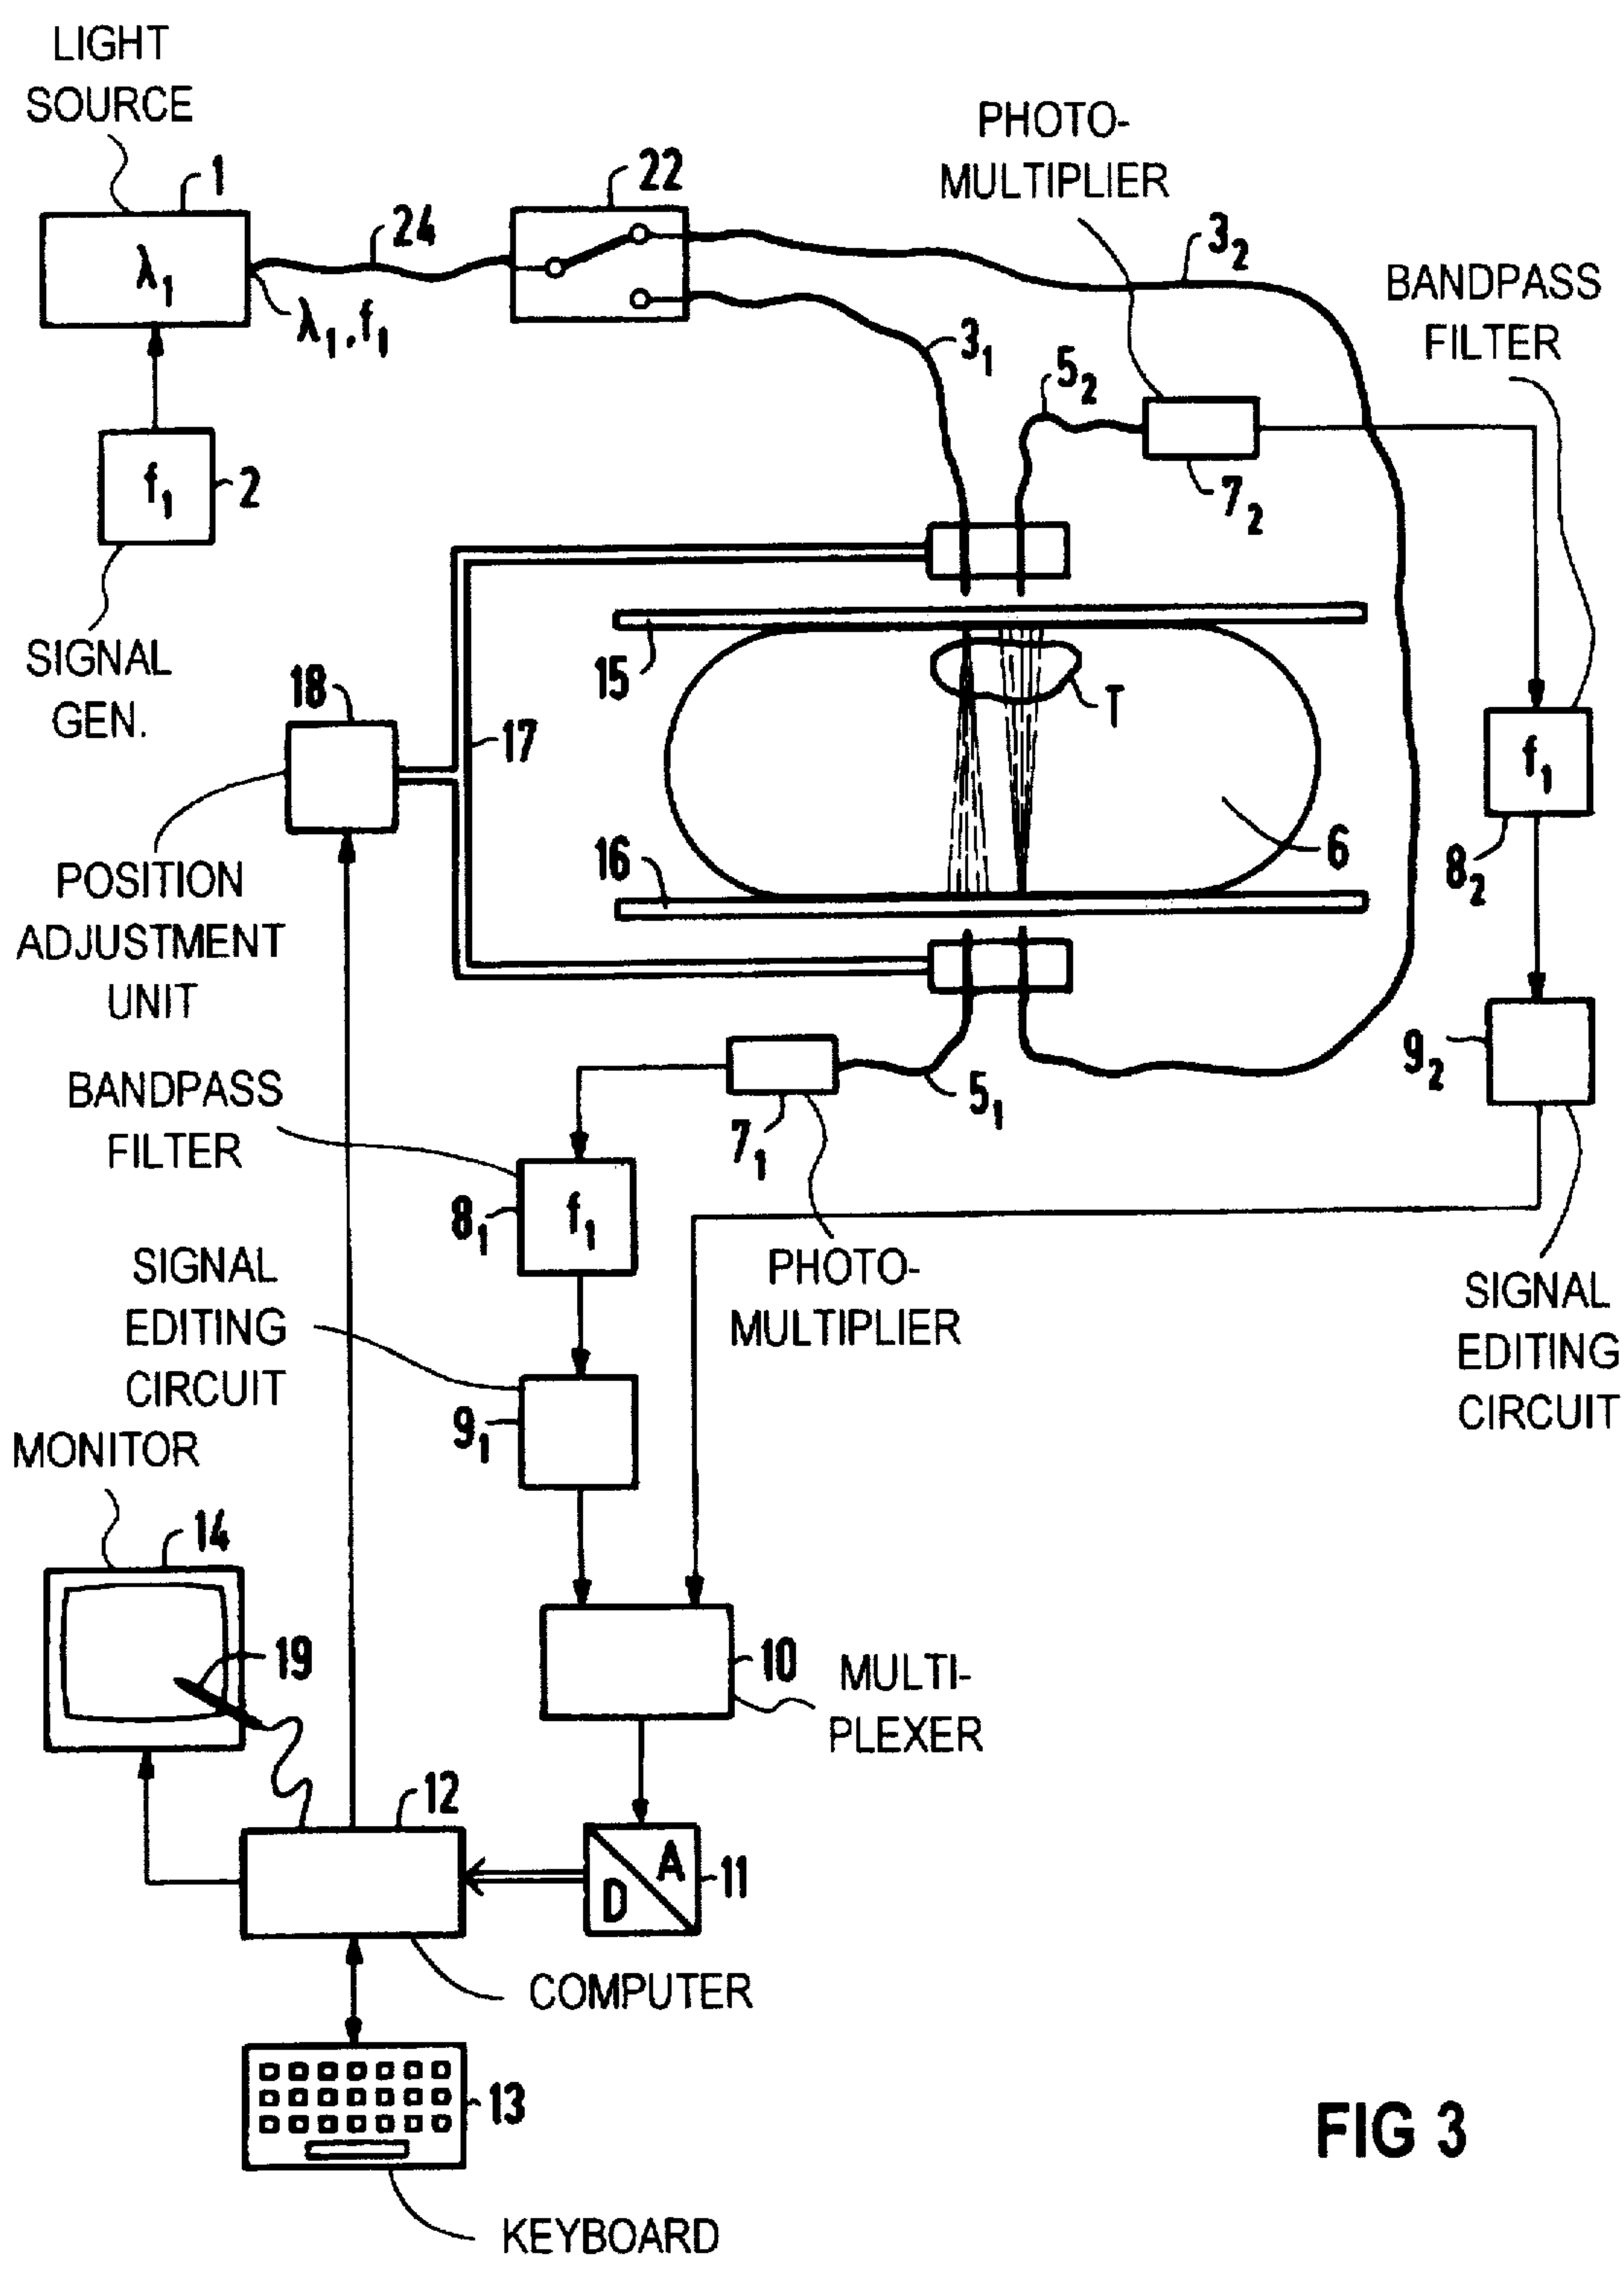 LIGHT
SOURCE
1
λ₁
24
λ₁, f₁
22
PHOTO-
MULTIPLIER
3₂
BANDPASS
FILTER
3₁
5₂
7₂
f₁
2
SIGNAL
GEN.
18
17
15
T
6
16
f₁
8₂
POSITION
ADJUSTMENT
UNIT
9₂
BANDPASS
FILTER
5₁
7₁
8₁
f₁
PHOTO-
MULTIPLIER
SIGNAL
EDITING
CIRCUIT
SIGNAL
EDITING
CIRCUIT
9₁
MONITOR
14
19
10
MULTI-
PLEXER
12
A
D
11
COMPUTER
13
KEYBOARD
FIG 3